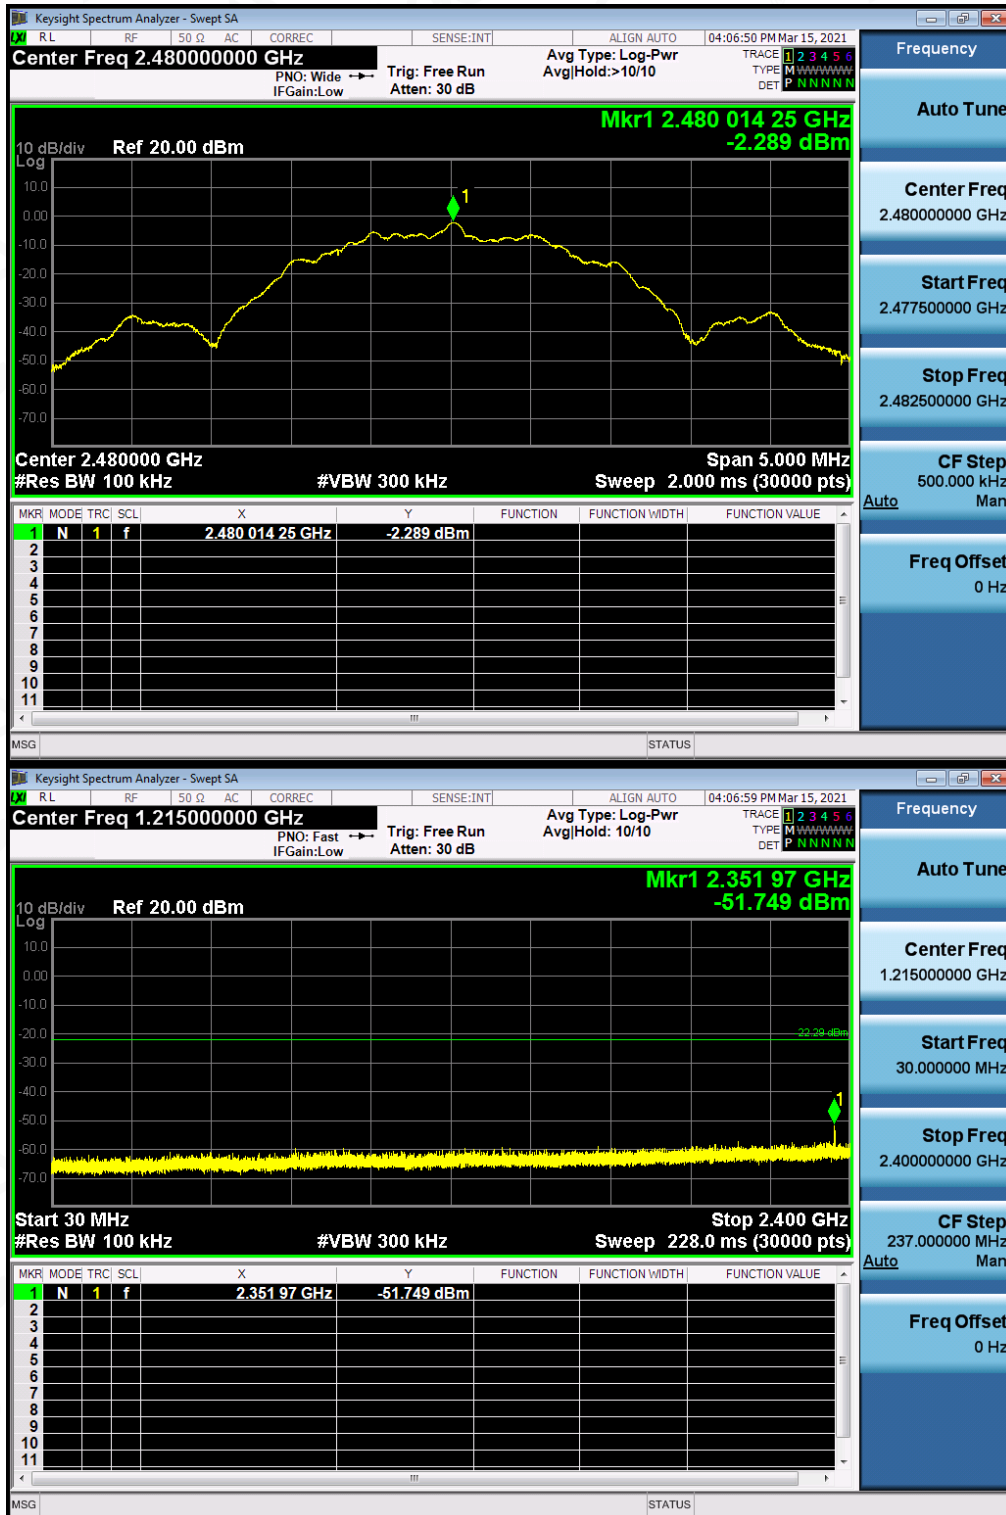 Keysight Spectrum Analyzer - Swept SA
LXI RL RF 50 Ω AC CORREC SENSE:INT ALIGN AUTO 04:06:50 PM Mar 15, 2021
Center Freq 2.480000000 GHz
PNO: Wide
IFGain:Low
Trig: Free Run
Atten: 30 dB
Avg Type: Log-Pwr
Avg|Hold:>10/10
TRACE 1 2 3 4 5 6
TYPE M WWWWW
DET P N N N N N
Mkr1 2.480 014 25 GHz
-2.289 dBm
10 dB/div Ref 20.00 dBm
Log
10.0
0.00
-10.0
-20.0
-30.0
-40.0
-50.0
-60.0
-70.0
1
Center 2.480000 GHz Span 5.000 MHz
#Res BW 100 kHz #VBW 300 kHz Sweep 2.000 ms (30000 pts)
MKR MODE TRC SCL X Y FUNCTION FUNCTION WIDTH FUNCTION VALUE
1 N 1 f 2.480 014 25 GHz -2.289 dBm
2
3
4
5
6
7
8
9
10
11
MSG STATUS
Frequency
Auto Tune
Center Freq
2.480000000 GHz
Start Freq
2.477500000 GHz
Stop Freq
2.482500000 GHz
CF Step
500.000 kHz
Auto Man
Freq Offset
0 Hz
Keysight Spectrum Analyzer - Swept SA
LXI RL RF 50 Ω AC CORREC SENSE:INT ALIGN AUTO 04:06:59 PM Mar 15, 2021
Center Freq 1.215000000 GHz
PNO: Fast
IFGain:Low
Trig: Free Run
Atten: 30 dB
Avg Type: Log-Pwr
Avg|Hold: 10/10
TRACE 1 2 3 4 5 6
TYPE M WWWWW
DET P N N N N N
Mkr1 2.351 97 GHz
-51.749 dBm
10 dB/div Ref 20.00 dBm
Log
10.0
0.00
-10.0
-20.0
-30.0
-40.0
-50.0
-60.0
-70.0
-22.29 dBm
1
Start 30 MHz Stop 2.400 GHz
#Res BW 100 kHz #VBW 300 kHz Sweep 228.0 ms (30000 pts)
MKR MODE TRC SCL X Y FUNCTION FUNCTION WIDTH FUNCTION VALUE
1 N 1 f 2.351 97 GHz -51.749 dBm
2
3
4
5
6
7
8
9
10
11
MSG STATUS
Frequency
Auto Tune
Center Freq
1.215000000 GHz
Start Freq
30.000000 MHz
Stop Freq
2.400000000 GHz
CF Step
237.000000 MHz
Auto Man
Freq Offset
0 Hz